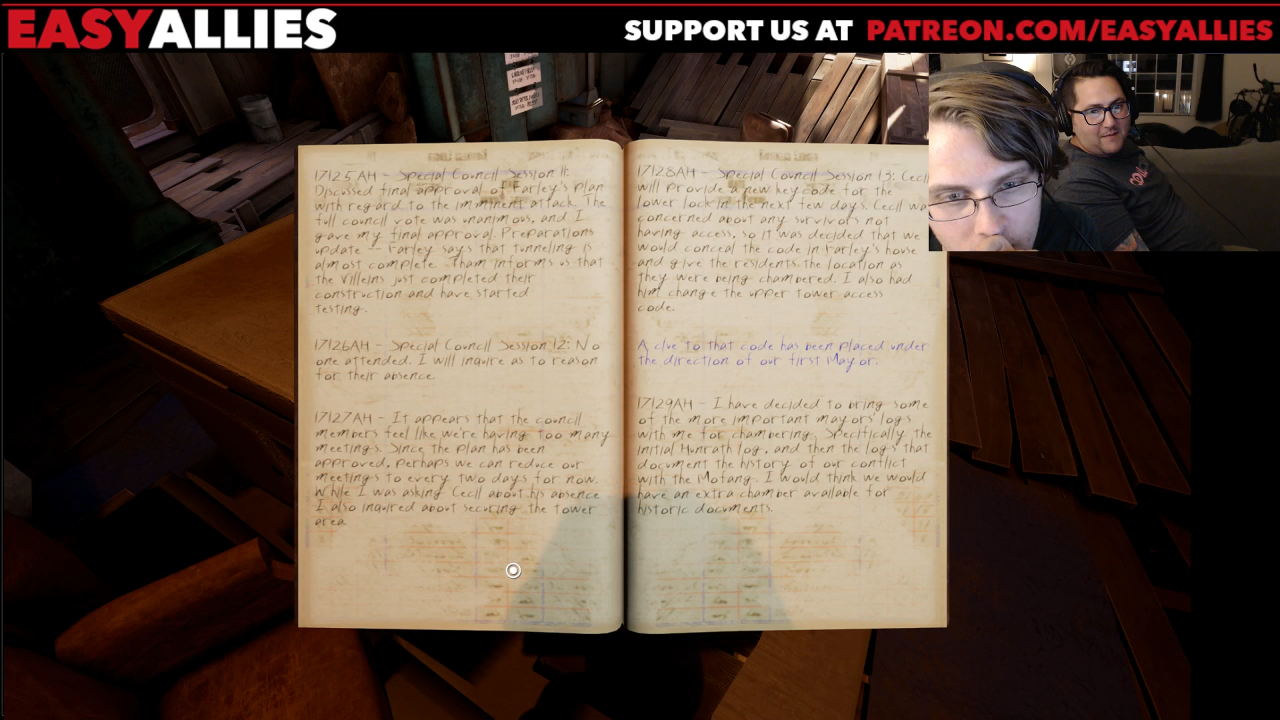 EASYALLIES
SUPPORT US AT PATREON.COM/EASYALLIES
17125AH - Special Council Session 11:
Discussed final approval of Farley's plan
with regard to the imminent attack. The
full council vote was unanimous, and I
gave my final approval. Preparations
update - Farley says that tunneling is
almost complete. Tham informs us that
the Villeins just completed their
construction and have started
testing.
17126AH - Special Council Session 12: No
one attended. I will inquire as to reason
for their absence.
17127AH - It appears that the council
members feel like we're having too many
meetings. Since the plan has been
approved, perhaps we can reduce our
meetings to every two days for now.
While I was asking Cecil about his absence
I also inquired about securing the tower
area.
17128AH - Special Council Session 13: Cecil
will provide a new key code for the
lower lock in the next few days. Cecil wa
concerned about any survivors not
having access, so it was decided that we
would conceal the code in Farley's house
and give the residents the location as
they were being chambered. I also had
him change the upper tower access
code.
A clue to that code has been placed under
the direction of our first Mayor.
17129AH - I have decided to bring some
of the more important mayors' logs
with me for chambering. Specifically the
initial Hunrath log, and then the logs that
document the history of our conflict
with the Mofang. I would think we would
have an extra chamber available for
historic documents.